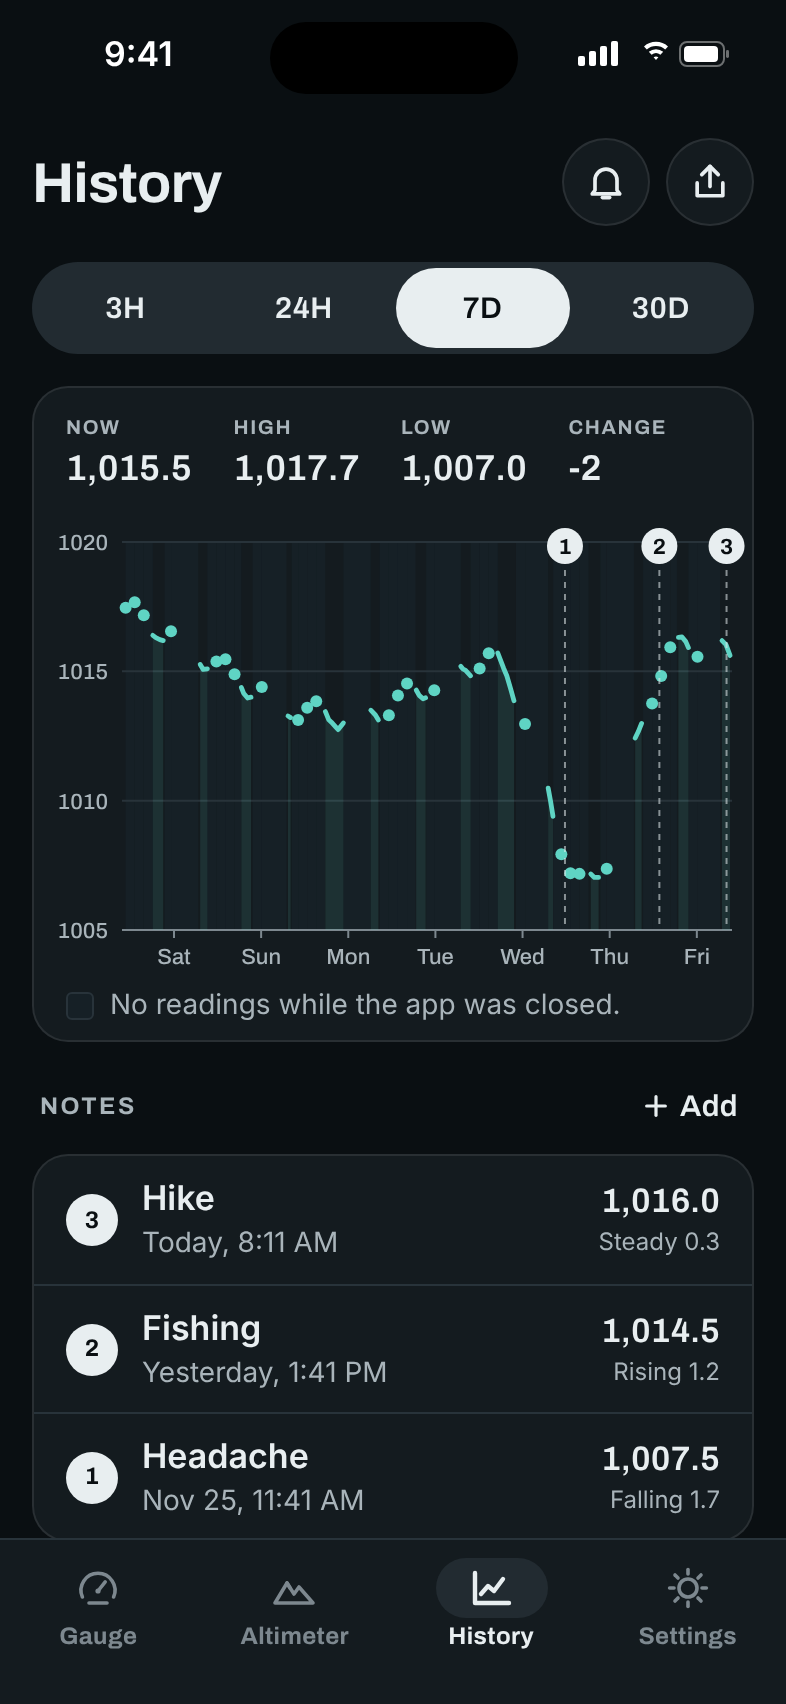 9:41
History
3H 24H 7D 30D
NOW HIGH LOW CHANGE
1,015.5 1,017.7 1,007.0 -2
1020
1 2 3
1015
1010
1005
Sat Sun Mon Tue Wed Thu Fri
No readings while the app was closed.
NOTES + Add
3 Hike 1,016.0
Today, 8:11 AM Steady 0.3
2 Fishing 1,014.5
Yesterday, 1:41 PM Rising 1.2
1 Headache 1,007.5
Nov 25, 11:41 AM Falling 1.7
Gauge Altimeter History Settings